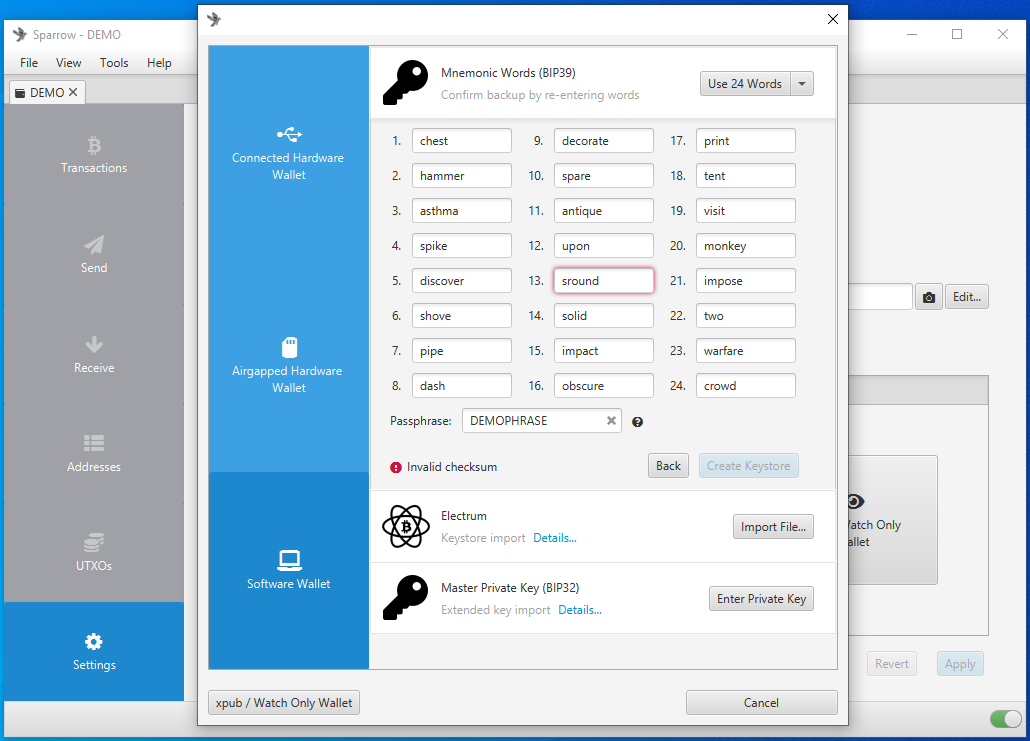 Sparrow - DEMO
File View Tools Help
DEMO
Transactions
Send
Receive
Addresses
UTXOs
Settings
Connected Hardware
Wallet
Airgapped Hardware
Wallet
Software Wallet
Mnemonic Words (BIP39)
Confirm backup by re-entering words
Use 24 Words
1. chest 9. decorate 17. print
2. hammer 10. spare 18. tent
3. asthma 11. antique 19. visit
4. spike 12. upon 20. monkey
5. discover 13. sround 21. impose
6. shove 14. solid 22. two
7. pipe 15. impact 23. warfare
8. dash 16. obscure 24. crowd
Passphrase: DEMOPHRASE
Invalid checksum
Back Create Keystore
Electrum
Keystore import Details...
Import File...
Master Private Key (BIP32)
Extended key import Details...
Enter Private Key
xpub / Watch Only Wallet Cancel
Edit...
Only
Revert Apply